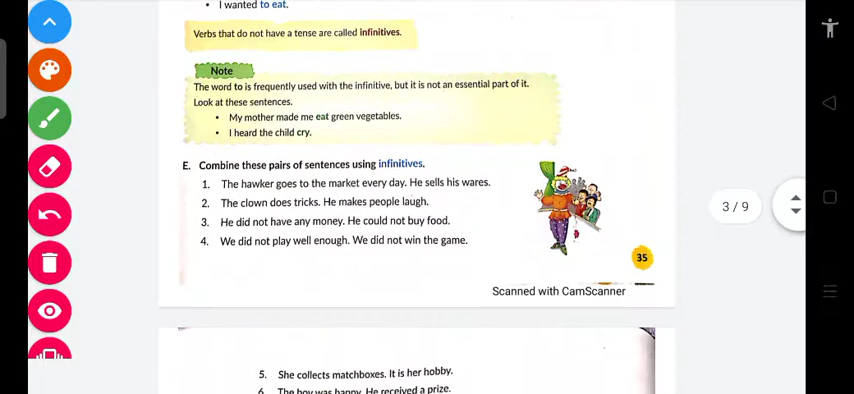 • I wanted to eat.
Verbs that do not have a tense are called infinitives.
Note
The word to is frequently used with the infinitive, but it is not an essential part of it.
Look at these sentences.
• My mother made me eat green vegetables.
• I heard the child cry.
E. Combine these pairs of sentences using infinitives.
1. The hawker goes to the market every day. He sells his wares.
2. The clown does tricks. He makes people laugh.
3. He did not have any money. He could not buy food.
4. We did not play well enough. We did not win the game.
3 / 9
35
Scanned with CamScanner
5. She collects matchboxes. It is her hobby.
6 The boy was happy. He received a prize.